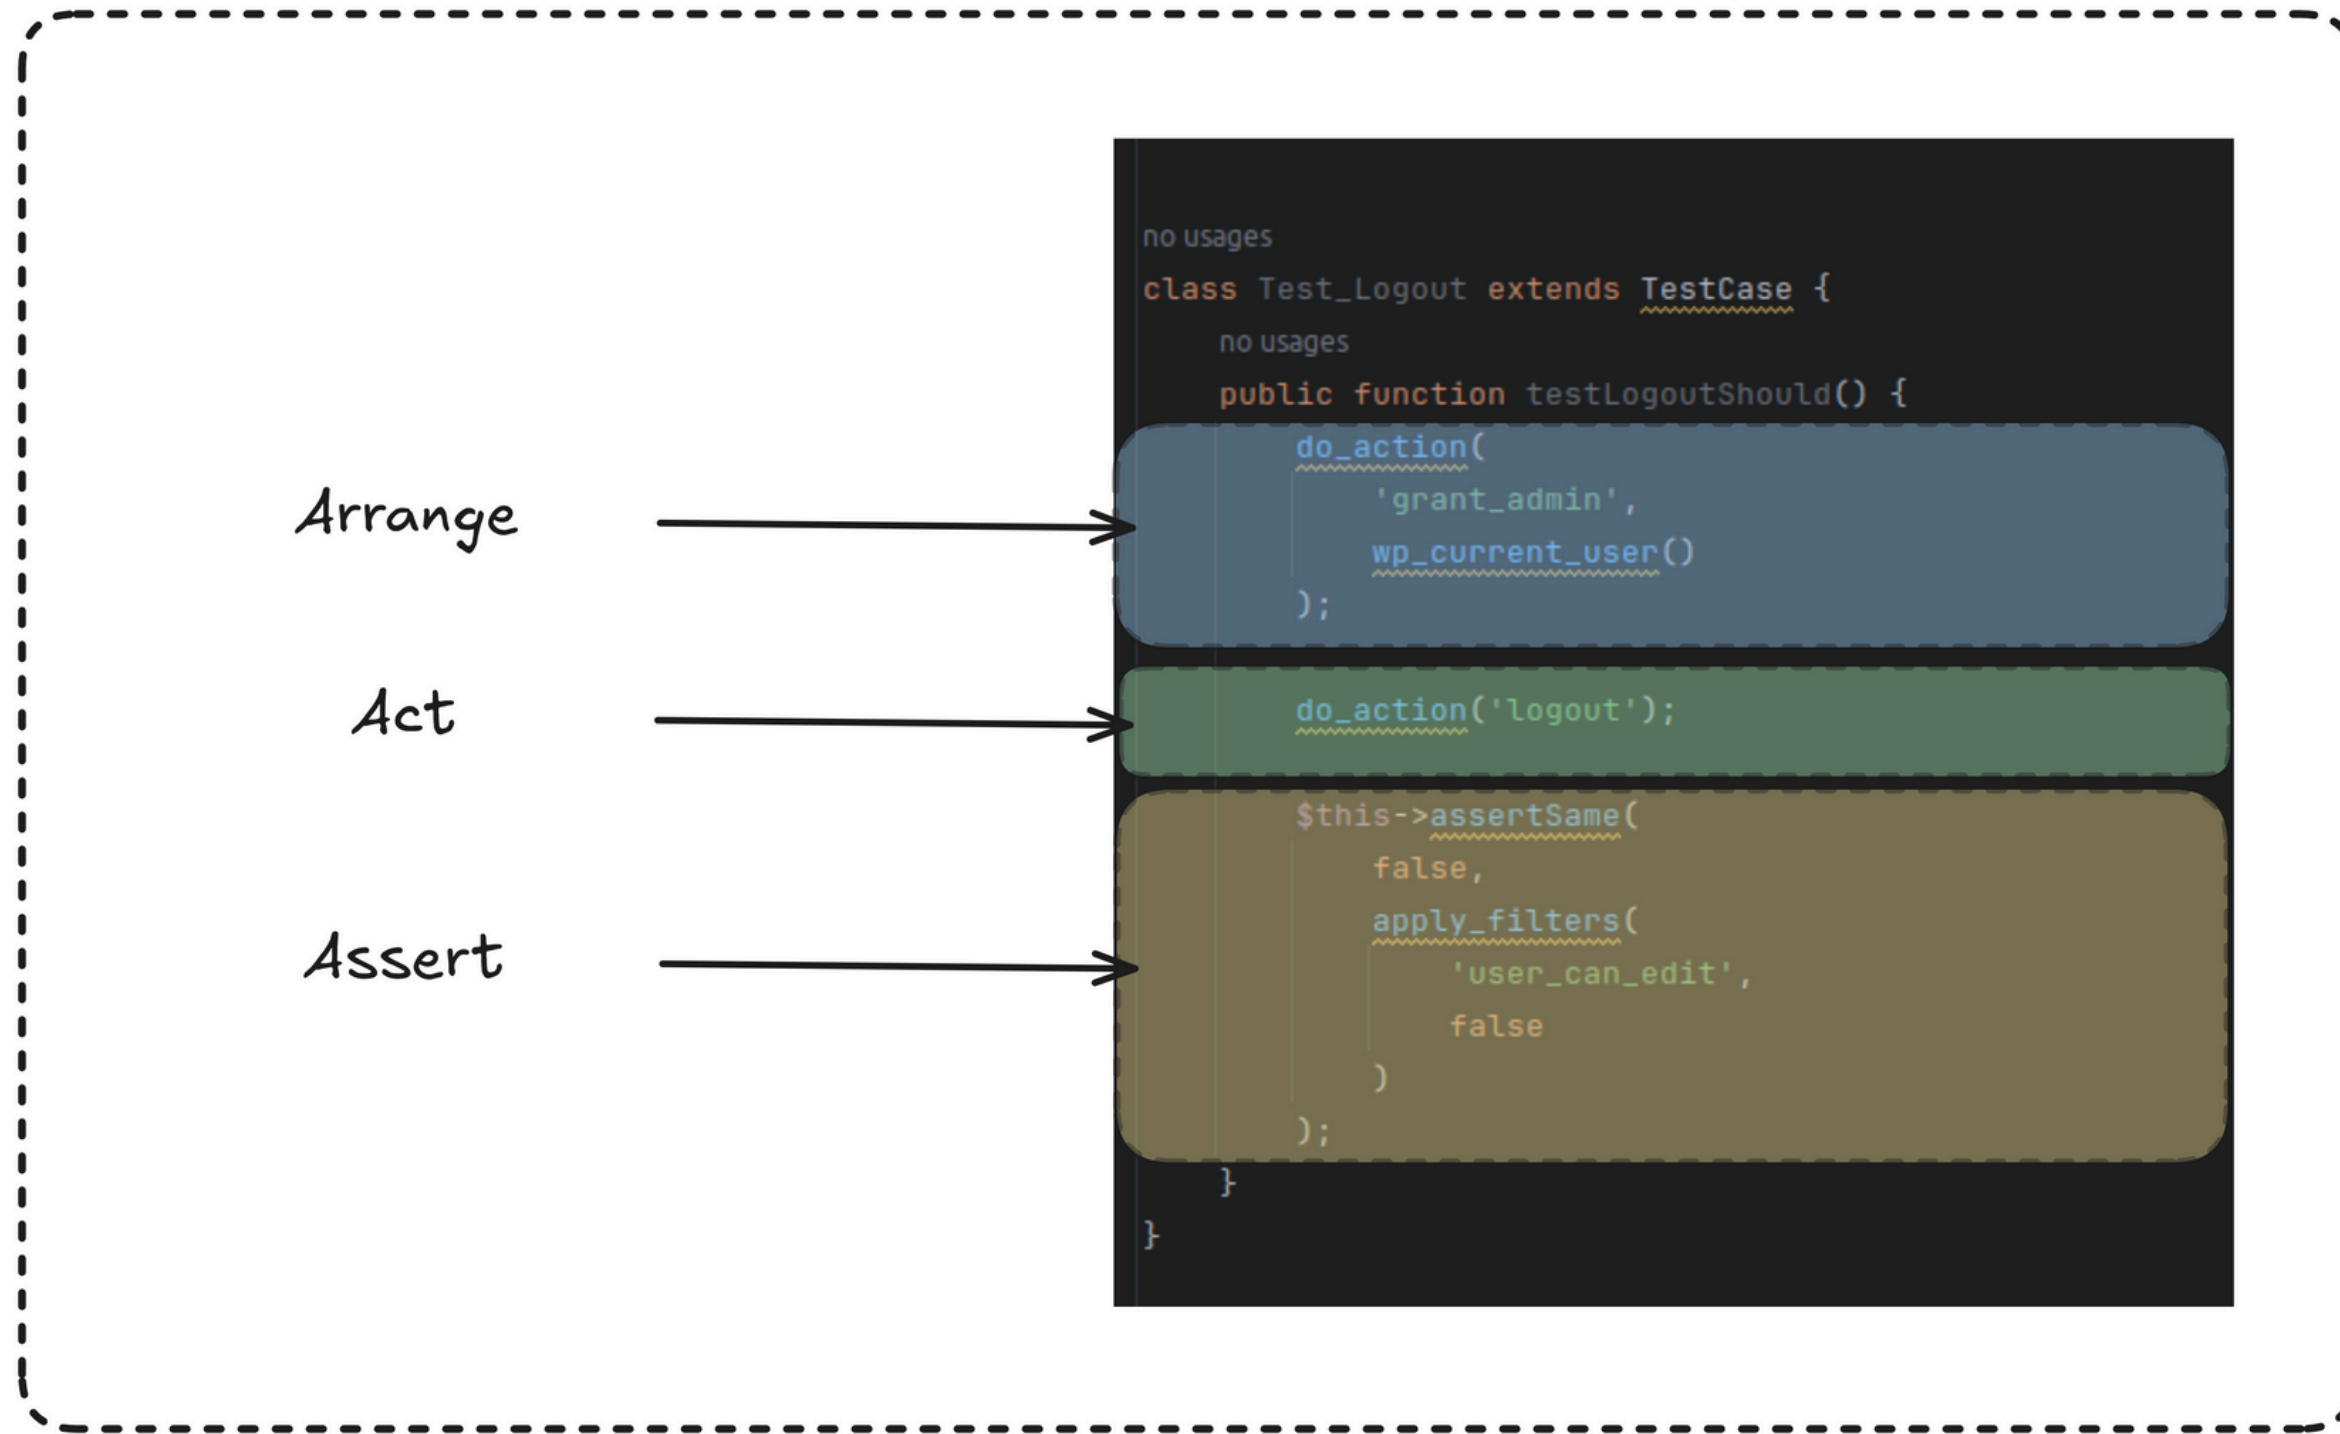 no usages
class Test_Logout extends TestCase {
no usages
public function testLogoutShould() {
Arrange
do_action(
'grant_admin',
wp_current_user()
);
Act
do_action('logout');
Assert
$this->assertSame(
false,
apply_filters(
'user_can_edit',
false
)
);
}
}